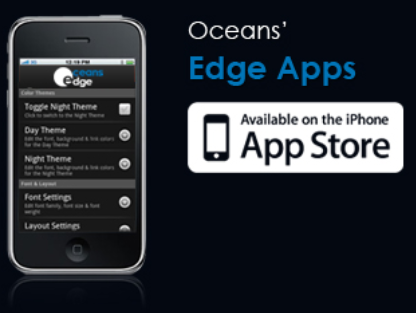 12:19 PM
Oceans
edge
Color Themes
Toggle Night Theme
Click to switch to the Night Theme
Day Theme
Edit the font, background & link colors
for the Day Theme
Night Theme
Edit the font, background & link colors
for the Night Theme
Font & Layout
Font Settings
Edit font family, font size & font
weight
Layout Settings
Oceans’
Edge Apps
Available on the iPhone
App Store